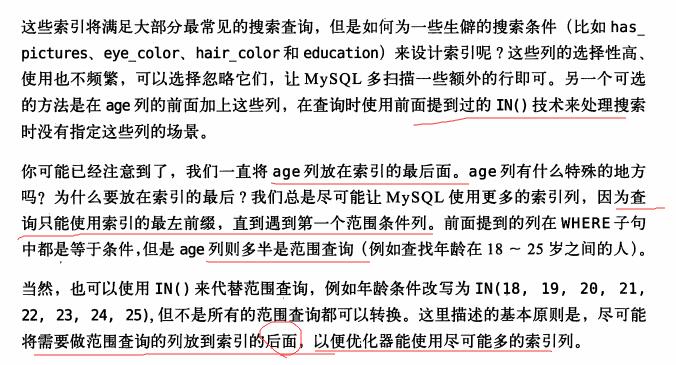 这些索引将满足大部分最常见的搜索查询，但是如何为一些生僻的搜索条件（比如 has_
pictures、eye_color、hair_color 和 education）来设计索引呢？这些列的选择性高、
使用也不频繁，可以选择忽略它们，让 MySQL 多扫描一些额外的行即可。另一个可选
的方法是在 age 列的前面加上这些列，在查询时使用前面提到过的 IN() 技术来处理搜索
时没有指定这些列的场景。
你可能已经注意到了，我们一直将 age 列放在索引的最后面。age 列有什么特殊的地方
吗？为什么要放在索引的最后？我们总是尽可能让 MySQL 使用更多的索引列，因为查
询只能使用索引的最左前缀，直到遇到第一个范围条件列。前面提到的列在 WHERE 子句
中都是等于条件，但是 age 列则多半是范围查询（例如查找年龄在 18 ～ 25 岁之间的人）。
当然，也可以使用 IN() 来代替范围查询，例如年龄条件改写为 IN(18, 19, 20, 21,
22, 23, 24, 25)，但不是所有的范围查询都可以转换。这里描述的基本原则是，尽可能
将需要做范围查询的列放到索引的后面，以便优化器能使用尽可能多的索引列。